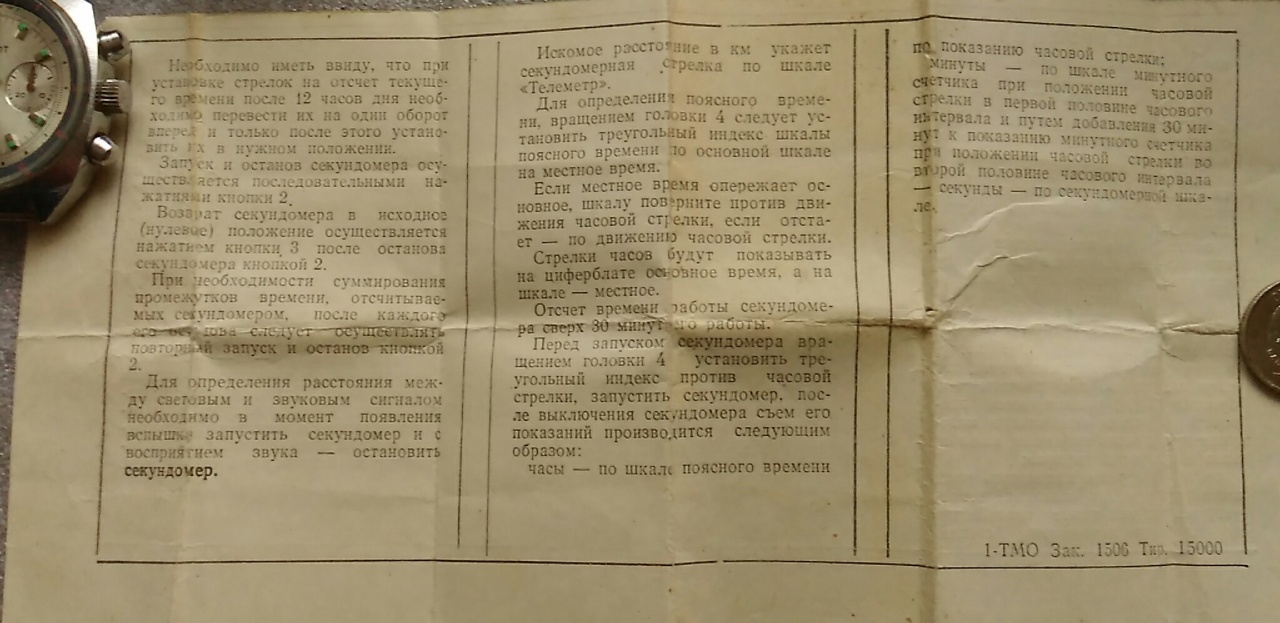 Необходимо иметь ввиду, что при
установке стрелок на отсчет текуще-
го времени после 12 часов дня необ-
ходимо перевести их на один оборот
вперед и только после этого устано-
вить их в нужном положении.
Запуск и останов секундомера осу-
ществляется последовательными на-
жатиями кнопки 2.
Возврат секундомера в исходное
(нулевое) положение осуществляется
нажатием кнопки 3 после останова
секундомера кнопкой 2.
При необходимости суммирования
промежутков времени, отсчитывае-
мых секундомером, после каждого
его останова следует осуществлять
повторный запуск и останов кнопкой
2.
Для определения расстояния меж-
ду световым и звуковым сигналом
необходимо в момент появления
вспышки запустить секундомер и с
восприятием звука — остановить
секундомер.
Искомое расстояние в км укажет
секундомерная стрелка по шкале
«Телеметр».
Для определения поясного време-
ни, вращением головки 4 следует ус-
тановить треугольный индекс шкалы
поясного времени по основной шкале
на местное время.
Если местное время опережает ос-
новное, шкалу поверните против дви-
жения часовой стрелки, если отста-
ет — по движению часовой стрелки.
Стрелки часов будут показывать
на циферблате основное время, а на
шкале — местное.
Отсчет времени работы секундоме-
ра сверх 30 минут его работы.
Перед запуском секундомера вра-
щением головки 4 установить тре-
угольный индекс против часовой
стрелки, запустить секундомер, пос-
ле выключения секундомера съем его
показаний производится следующим
образом:
часы — по шкале поясного времени
по показанию часовой стрелки;
минуты — по шкале минутного
счетчика при положении часовой
стрелки в первой половине часового
интервала и путем добавления 30 ми-
нут к показанию минутного счетчика
при положении часовой стрелки во
второй половине часового интервала
— секунды — по секундомерной шка-
ле.
1-ТМО Зак. 1506 Тир. 15000